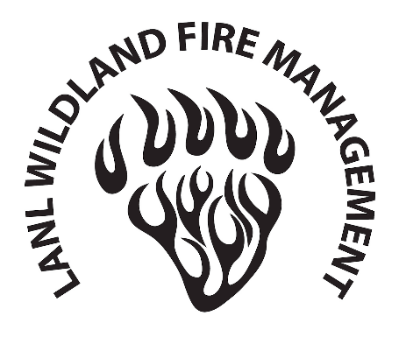 LANL WILDLAND FIRE MANAGEMENT